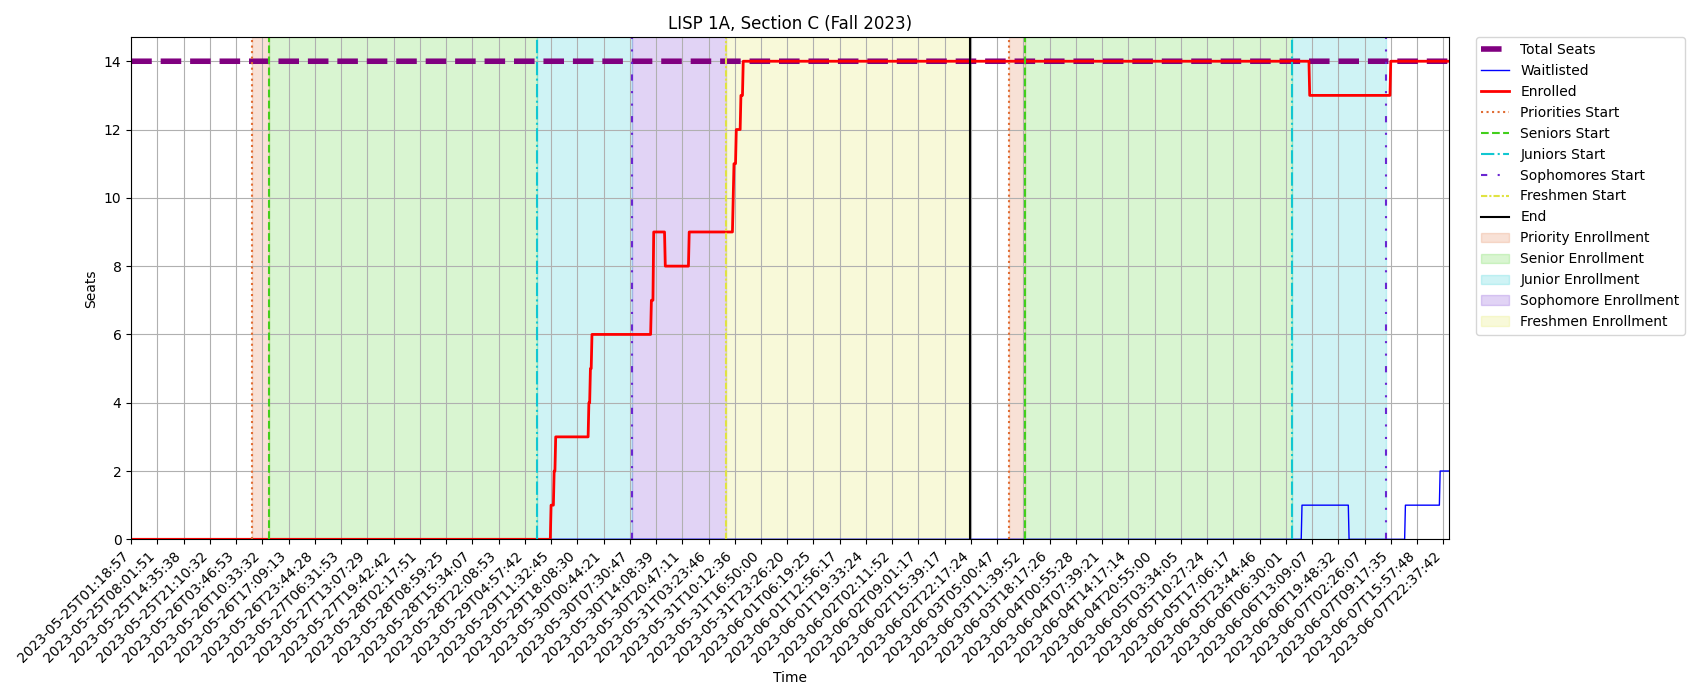 LISP 1A, Section C (Fall 2023)
Total Seats
Waitlisted
Enrolled
Priorities Start
Seniors Start
Juniors Start
Sophomores Start
Freshmen Start
End
Priority Enrollment
Senior Enrollment
Junior Enrollment
Sophomore Enrollment
Freshmen Enrollment
Seats
14
12
10
8
6
4
2
0
2023-05-25T01:18:57
2023-05-25T08:01:51
2023-05-25T14:35:38
2023-05-25T21:10:32
2023-05-26T03:46:53
2023-05-26T10:33:32
2023-05-26T17:09:13
2023-05-26T23:44:28
2023-05-27T06:31:53
2023-05-27T13:07:29
2023-05-27T19:42:42
2023-05-28T02:17:51
2023-05-28T08:59:25
2023-05-28T15:34:07
2023-05-28T22:08:53
2023-05-29T04:57:42
2023-05-29T11:32:45
2023-05-29T18:08:30
2023-05-30T00:44:21
2023-05-30T07:30:47
2023-05-30T14:08:39
2023-05-30T20:47:11
2023-05-31T03:23:46
2023-05-31T10:12:36
2023-05-31T16:50:00
2023-05-31T23:26:20
2023-06-01T06:19:25
2023-06-01T12:56:17
2023-06-01T19:33:24
2023-06-02T02:11:52
2023-06-02T09:01:17
2023-06-02T15:39:17
2023-06-02T22:17:24
2023-06-03T05:00:47
2023-06-03T11:39:52
2023-06-03T18:17:26
2023-06-04T00:55:28
2023-06-04T07:39:21
2023-06-04T14:17:14
2023-06-04T20:55:00
2023-06-05T03:34:05
2023-06-05T10:27:24
2023-06-05T17:06:17
2023-06-05T23:44:46
2023-06-06T06:30:01
2023-06-06T13:09:07
2023-06-06T19:48:32
2023-06-07T02:26:07
2023-06-07T09:17:35
2023-06-07T15:57:48
2023-06-07T22:37:42
Time